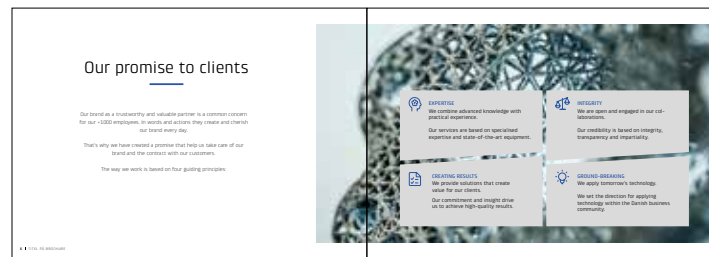 Our promise to clients
Our brand as a trustworthy and valuable partner is a common concern
for our ~1000 employees. In words and actions they create and cherish
our brand every day.
That's why we have created a promise that help us take care of our
brand and the contract with our customers.
The way we work is based on four guiding principles:
EXPERTISE
We combine advanced knowledge with
practical experience.
Our services are based on specialised
expertise and state-of-the-art equipment.
INTEGRITY
We are open and engaged in our col-
laborations.
Our credibility is based on integrity,
transparency and impartiality.
CREATING RESULTS
We provide solutions that create
value for our clients.
Our commitment and insight drive
us to achieve high-quality results.
GROUND-BREAKING
We apply tomorrow's technology.
We set the direction for applying
technology within the Danish business
community.